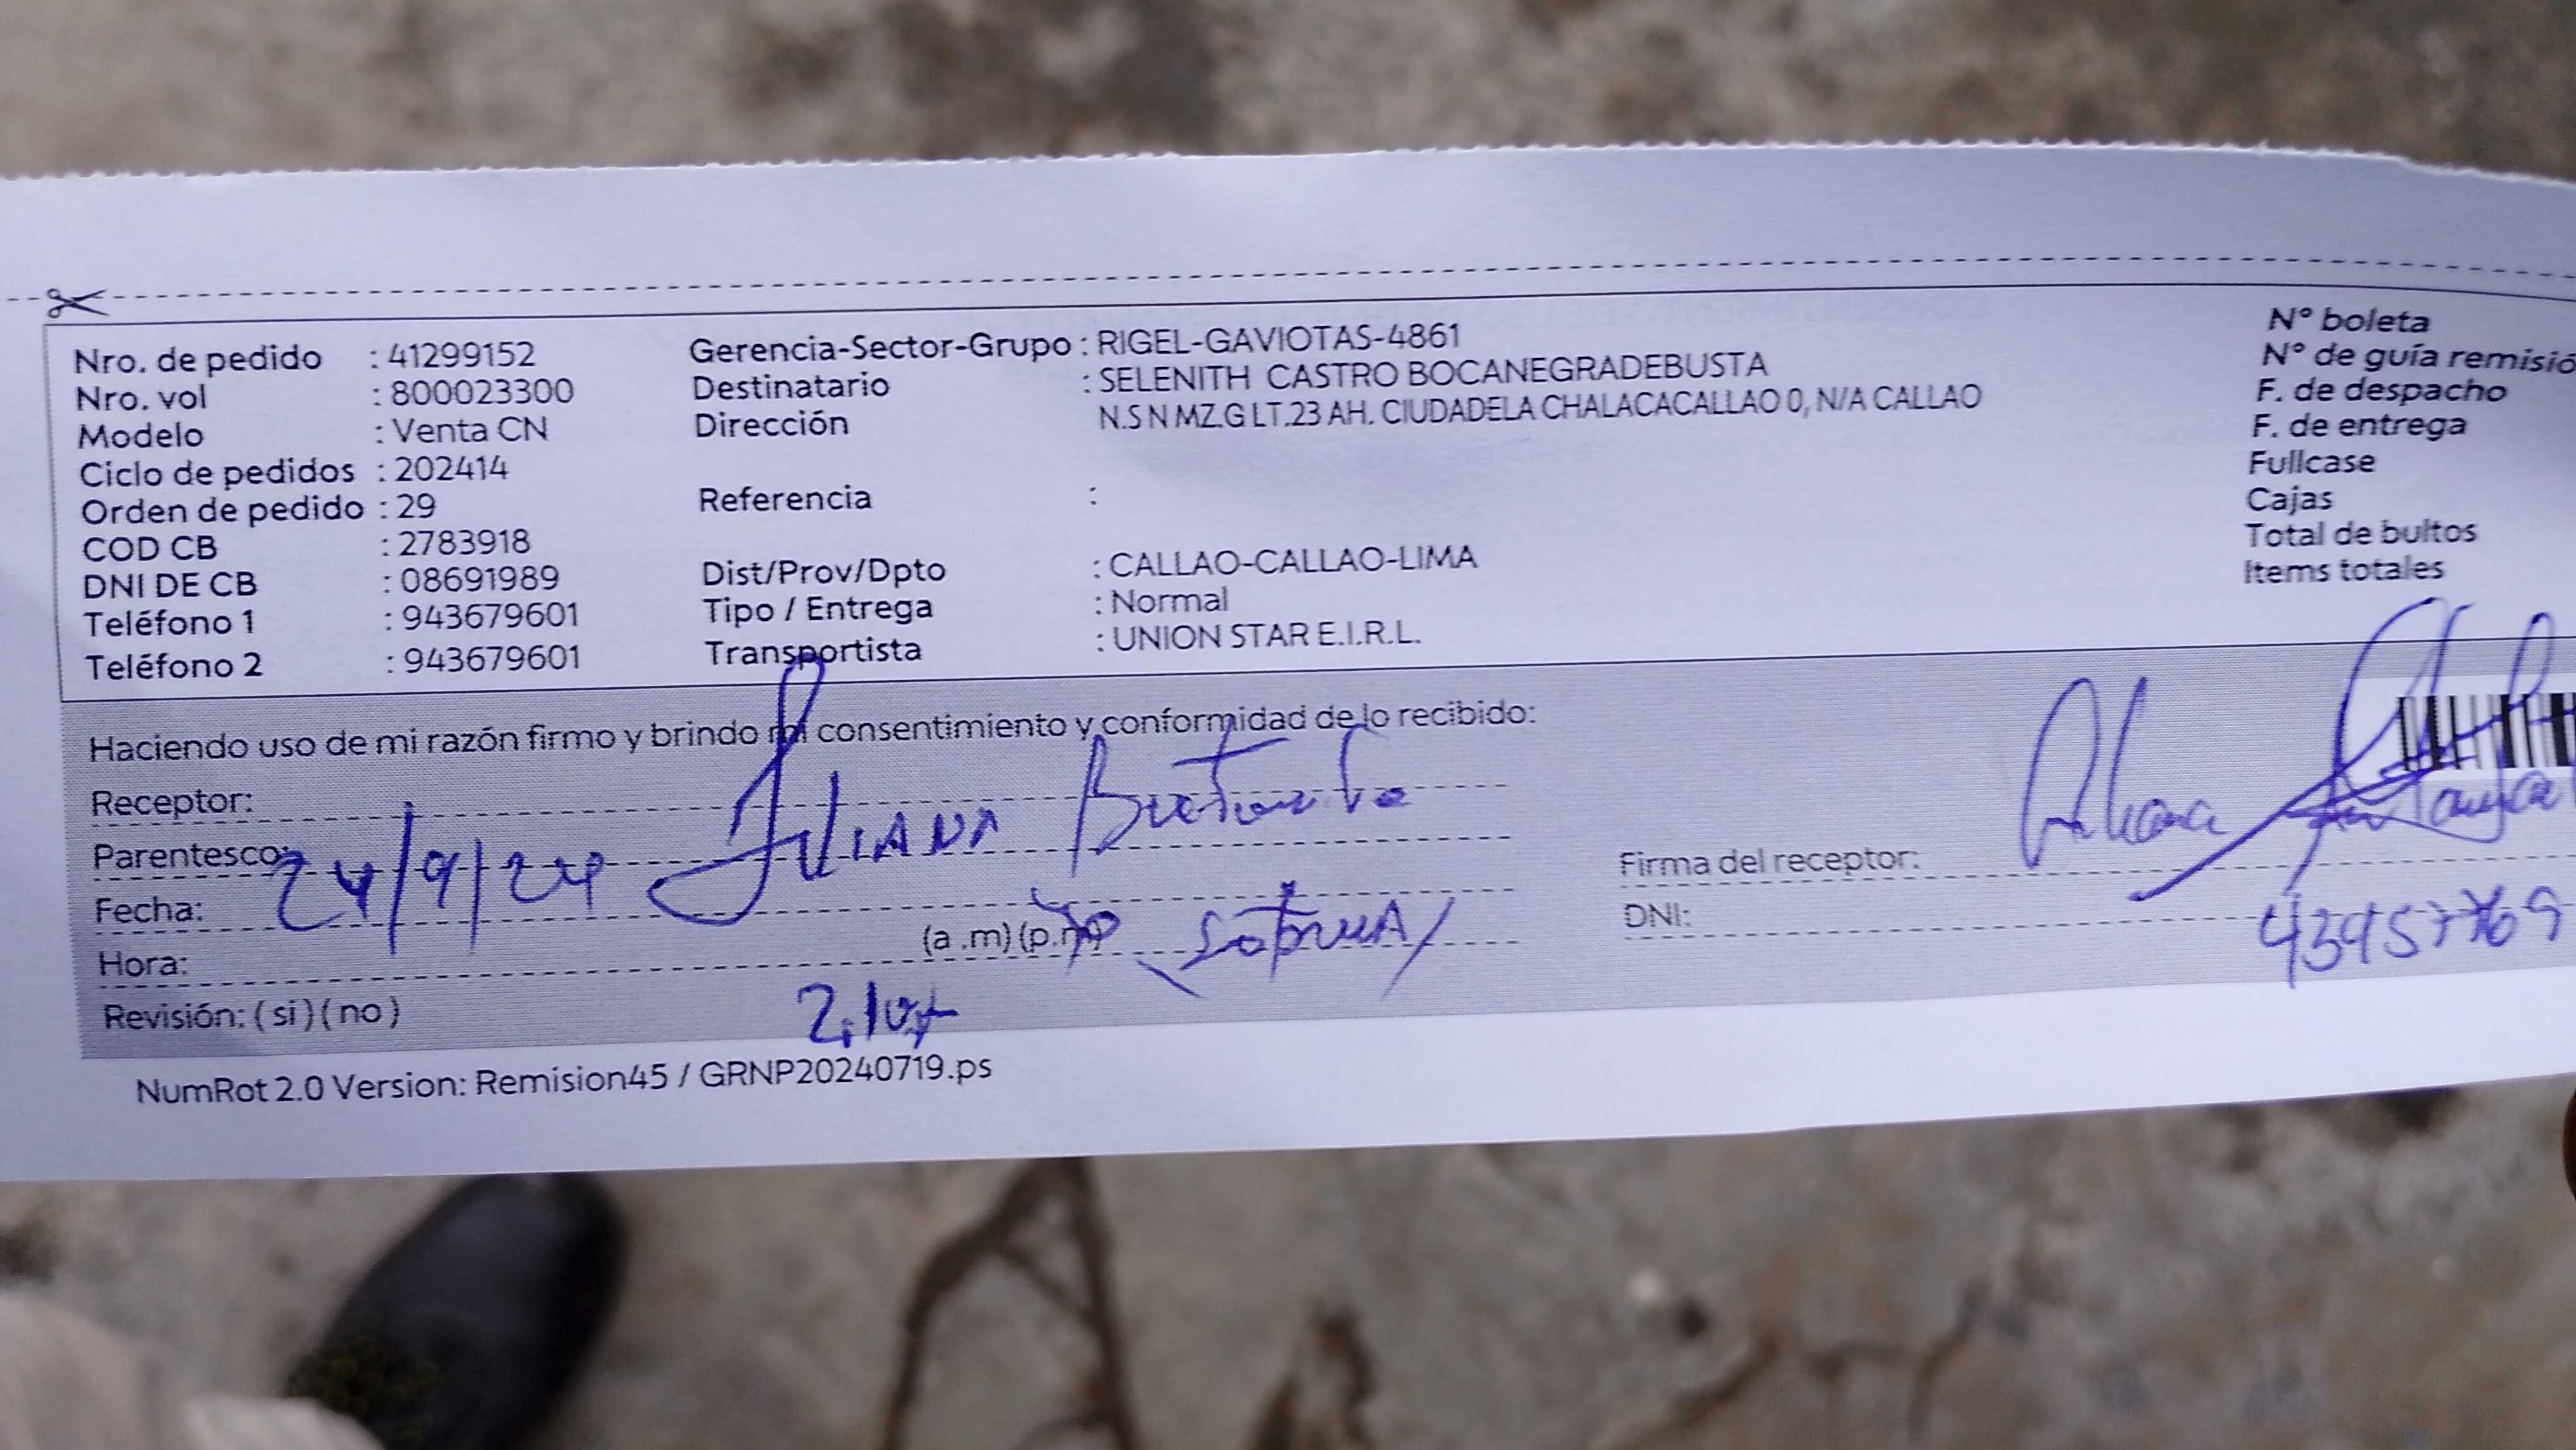 Nro. de pedido : 41299152
Nro. vol : 800023300
Modelo : Venta CN
Ciclo de pedidos : 202414
Orden de pedido : 29
COD CB : 2783918
DNI DE CB : 08691989
Teléfono 1 : 943679601
Teléfono 2 : 943679601
Gerencia-Sector-Grupo : RIGEL-GAVIOTAS-4861
Destinatario : SELENITH CASTRO BOCANEGRADEBUSTA
Dirección N.S N MZ.G LT.23 AH. CIUDADELA CHALACACALLAO 0, N/A CALLAO
Referencia :
Dist/Prov/Dpto : CALLAO-CALLAO-LIMA
Tipo / Entrega : Normal
Transportista : UNION STAR E.I.R.L.
N° boleta
N° de guía remisió
F. de despacho
F. de entrega
Fullcase
Cajas
Total de bultos
Items totales
Haciendo uso de mi razón firmo y brindo mi consentimiento y conformidad de lo recibido:
Receptor:
Parentesco:
Fecha: 24/9/24
Hora: (a .m) (p.m)
Revisión: ( si ) ( no )
Firma del receptor:
DNI:
NumRot 2.0 Version: Remision45 / GRNP20240719.ps